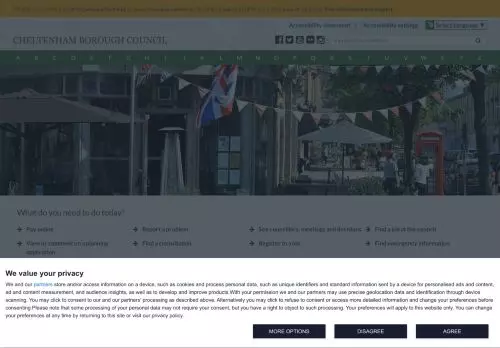 Accessibility statement
Accessibility settings
Select Language
CHELTENHAM BOROUGH COUNCIL
What do you need to do today?
Pay online
Report a problem
See councillors, meetings and decisions
Find a job at the council
View or comment on a planning application
Find a consultation
Register to vote
Find emergency information
We value your privacy
We and our partners store and/or access information on a device, such as cookies and process personal data, such as unique identifiers and standard information sent by a device for personalised ads and content,
ad and content measurement, and audience insights, as well as to develop and improve products.With your permission we and our partners may use precise geolocation data and identification through device
scanning. You may click to consent to our and our partners' processing as described above. Alternatively you may click to refuse to consent or access more detailed information and change your preferences before
consenting.Please note that some processing of your personal data may not require your consent, but you have a right to object to such processing. Your preferences will apply to this website only. You can change
your preferences at any time by returning to this site or visit our privacy policy.
MORE OPTIONS
DISAGREE
AGREE